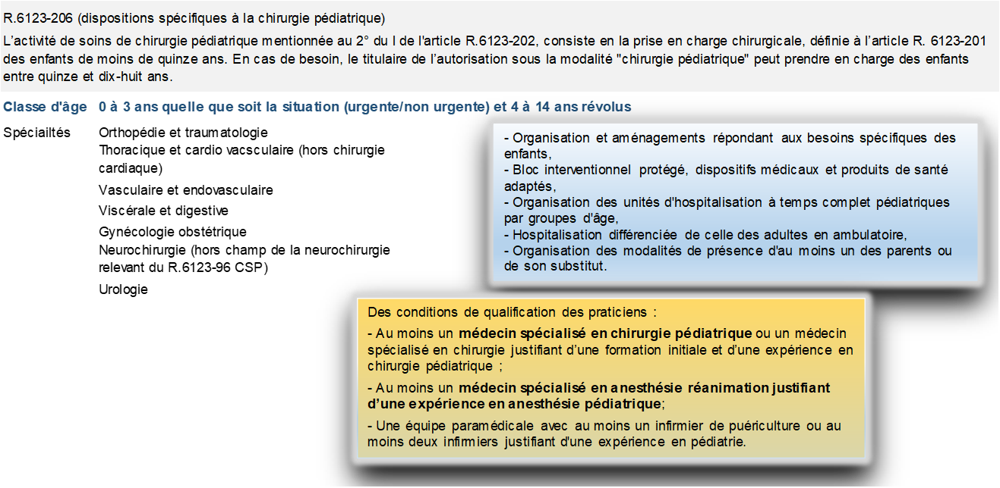 R.6123-206 (dispositions spécifiques à la chirurgie pédiatrique)
L’activité de soins de chirurgie pédiatrique mentionnée au 2° du I de l'article R.6123-202, consiste en la prise en charge chirurgicale, définie à l’article R. 6123-201
des enfants de moins de quinze ans. En cas de besoin, le titulaire de l’autorisation sous la modalité "chirurgie pédiatrique" peut prendre en charge des enfants
entre quinze et dix-huit ans.
Classe d'âge 0 à 3 ans quelle que soit la situation (urgente/non urgente) et 4 à 14 ans révolus
Spéciailtés Orthopédie et traumatologie
Thoracique et cardio vacsculaire (hors chirurgie
cardiaque)
Vasculaire et endovasculaire
Viscérale et digestive
Gynécologie obstétrique
Neurochirurgie (hors champ de la neurochirurgie
relevant du R.6123-96 CSP)
Urologie
- Organisation et aménagements répondant aux besoins spécifiques des
enfants,
- Bloc interventionnel protégé, dispositifs médicaux et produits de santé
adaptés,
- Organisation des unités d'hospitalisation à temps complet pédiatriques
par groupes d'âge,
- Hospitalisation différenciée de celle des adultes en ambulatoire,
- Organisation des modalités de présence d'au moins un des parents ou
de son substitut.
Des conditions de qualification des praticiens :
- Au moins un médecin spécialisé en chirurgie pédiatrique ou un médecin
spécialisé en chirurgie justifiant d’une formation initiale et d’une expérience en
chirurgie pédiatrique ;
- Au moins un médecin spécialisé en anesthésie réanimation justifiant
d’une expérience en anesthésie pédiatrique;
- Une équipe paramédicale avec au moins un infirmier de puériculture ou au
moins deux infirmiers justifiant d'une expérience en pédiatrie.